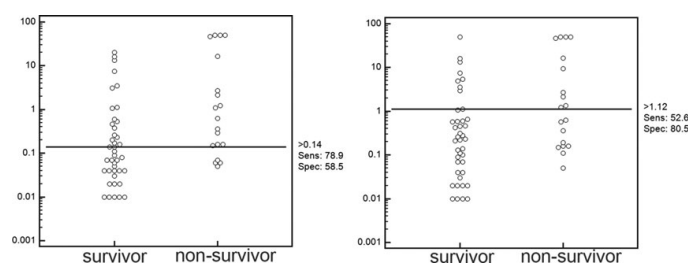 100
10
1
0.1
0.01
0.001
>0.14
Sens: 78.9
Spec: 58.5
survivor non-survivor
100
10
1
0.1
0.01
0.001
>1.12
Sens: 52.6
Spec: 80.5
survivor non-survivor